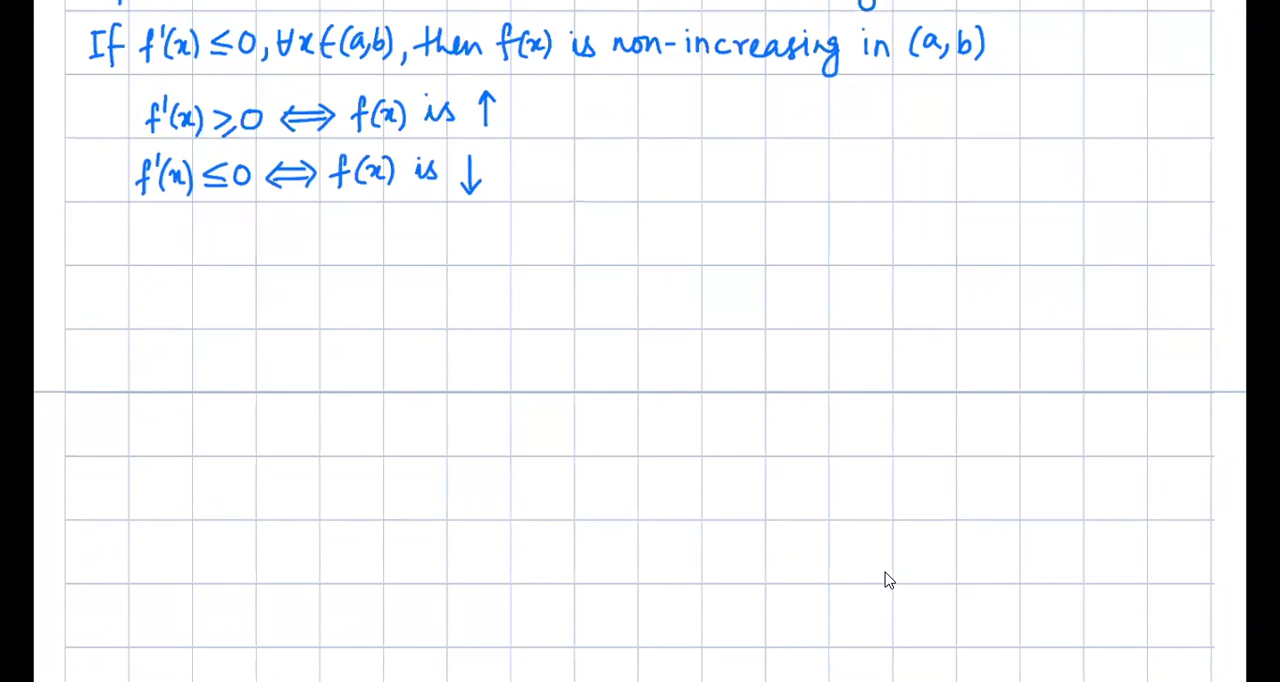 If f'(x) ≤ 0, ∀x∈(a,b), then f(x) is non-increasing in (a,b)
f'(x) ⩾ 0 ⟺ f(x) is ↑
f'(x) ≤ 0 ⟺ f(x) is ↓